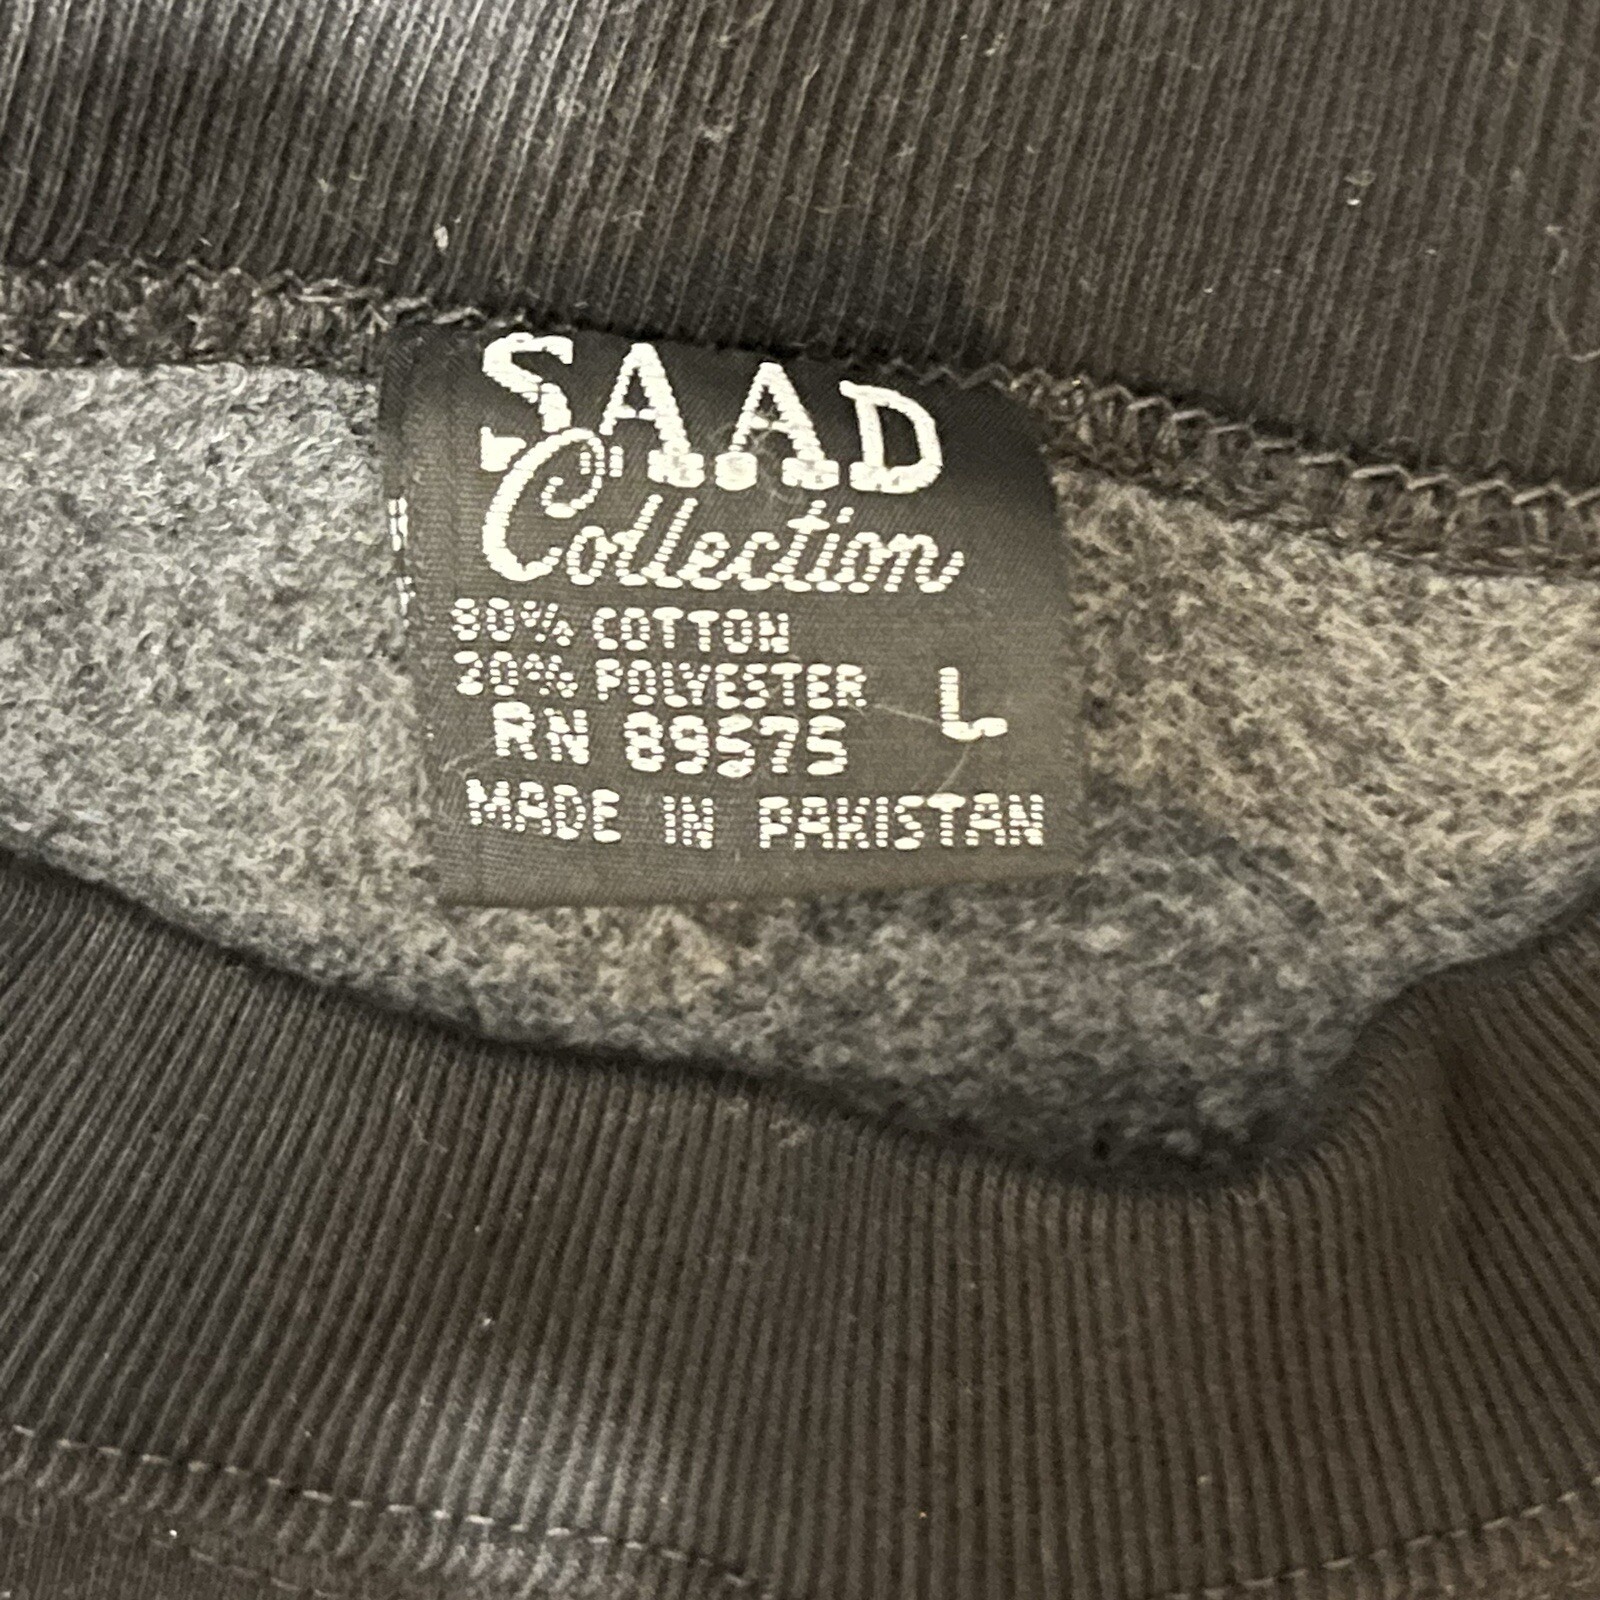 SAAD
Collection
80% COTTON
20% POLYESTER
L
RN 89575
MADE IN PAKISTAN